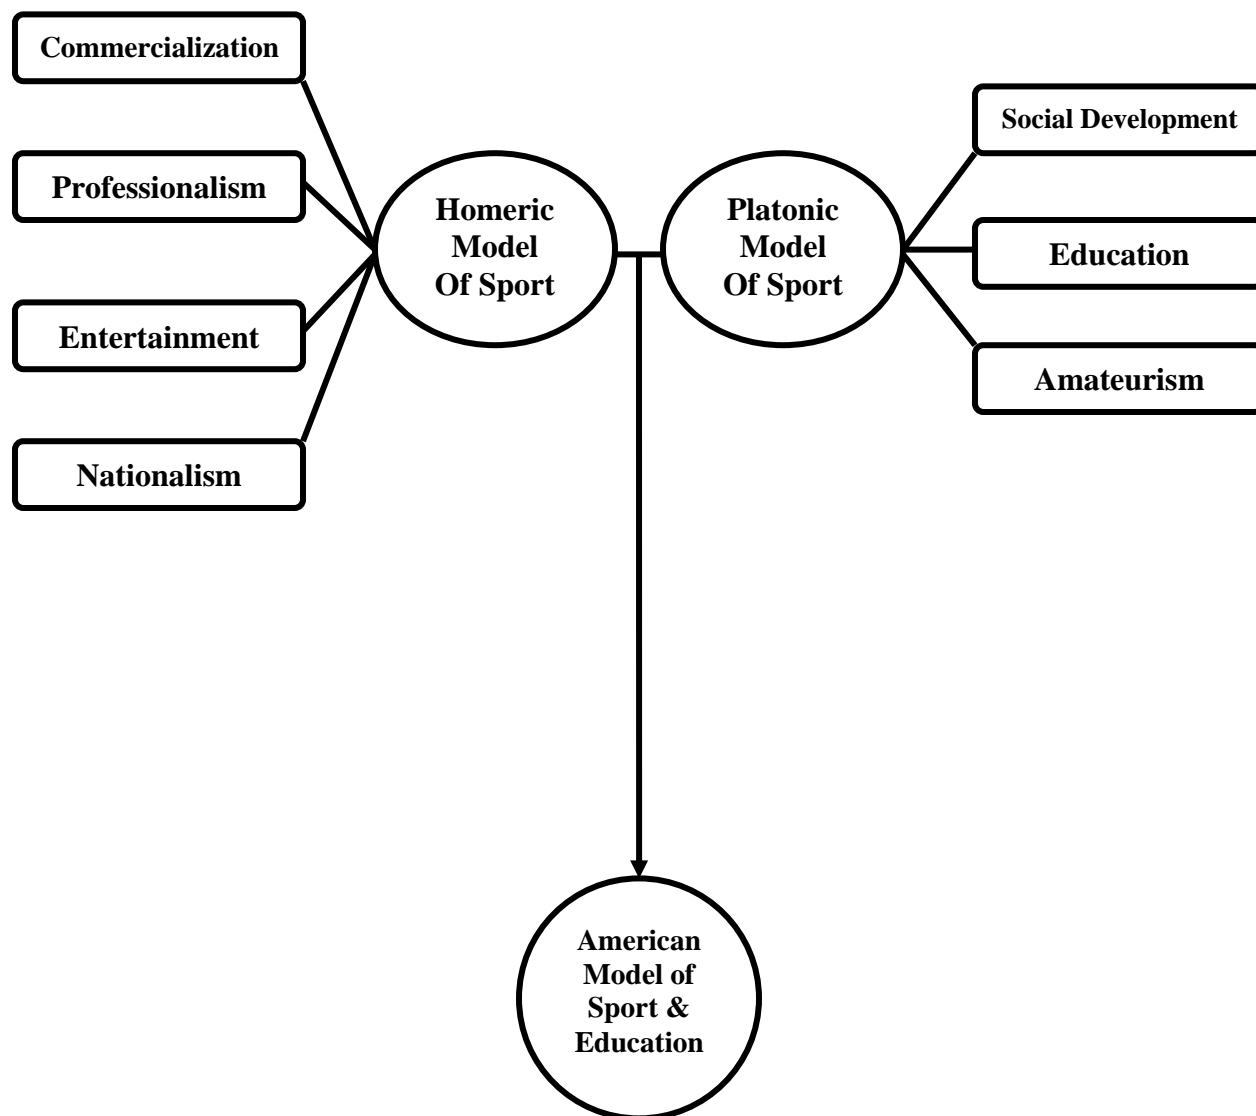 Commercialization
Professionalism
Entertainment
Nationalism
Homeric
Model
Of Sport
Platonic
Model
Of Sport
Social Development
Education
Amateurism
American
Model of
Sport &
Education